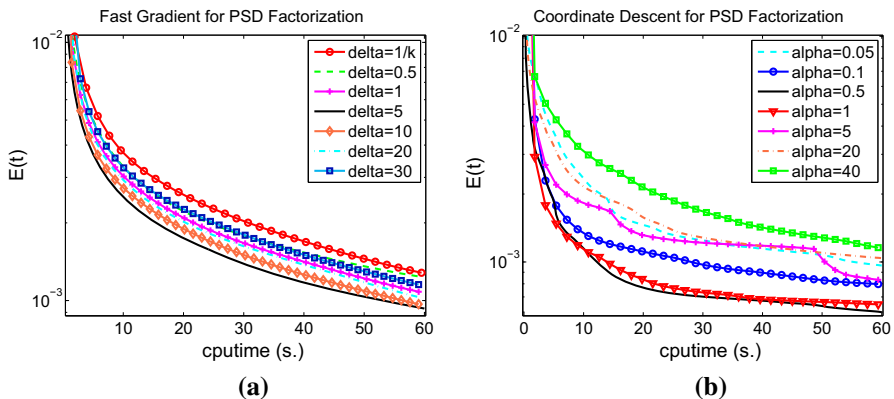 Fast Gradient for PSD Factorization
10^-2
10^-3
E(t)
delta=1/k
delta=0.5
delta=1
delta=5
delta=10
delta=20
delta=30
10 20 30 40 50 60
cputime (s.)
(a)
Coordinate Descent for PSD Factorization
10^-2
10^-3
E(t)
alpha=0.05
alpha=0.1
alpha=0.5
alpha=1
alpha=5
alpha=20
alpha=40
0 10 20 30 40 50 60
cputime (s.)
(b)